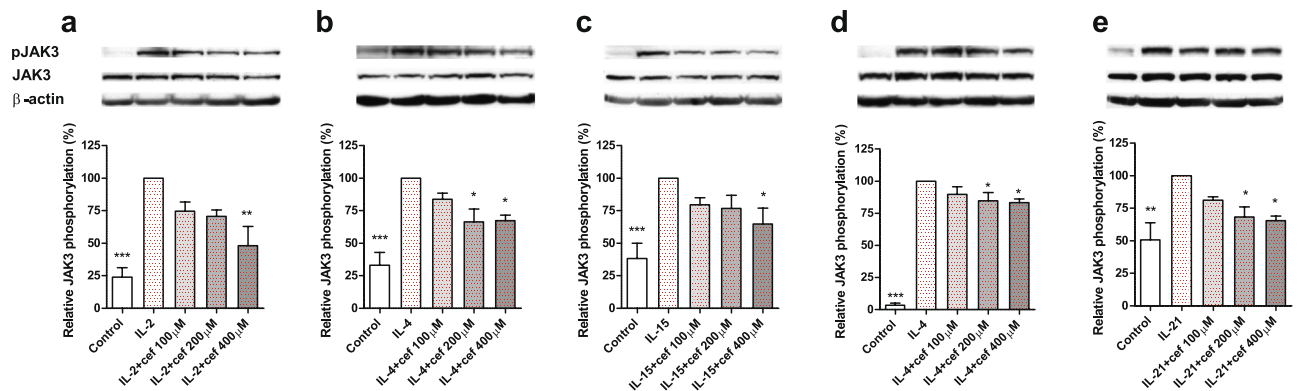 a
b
c
d
e
pJAK3
JAK3
β-actin
Relative JAK3 phosphorylation (%)
125
100
75
50
25
0
***
**
Control
IL-2
IL-2+cef 100μM
IL-2+cef 200μM
IL-2+cef 400μM
Relative JAK3 phosphorylation (%)
125
100
75
50
25
0
***
*
*
Control
IL-4
IL-4+cef 100μM
IL-4+cef 200μM
IL-4+cef 400μM
Relative JAK3 phosphorylation (%)
125
100
75
50
25
0
***
*
Control
IL-15
IL-15+cef 100μM
IL-15+cef 200μM
IL-15+cef 400μM
Relative JAK3 phosphorylation (%)
125
100
75
50
25
0
***
*
*
Control
IL-4
IL-4+cef 100μM
IL-4+cef 200μM
IL-4+cef 400μM
Relative JAK3 phosphorylation (%)
125
100
75
50
25
0
**
*
*
Control
IL-21
IL-21+cef 100μM
IL-21+cef 200μM
IL-21+cef 400μM